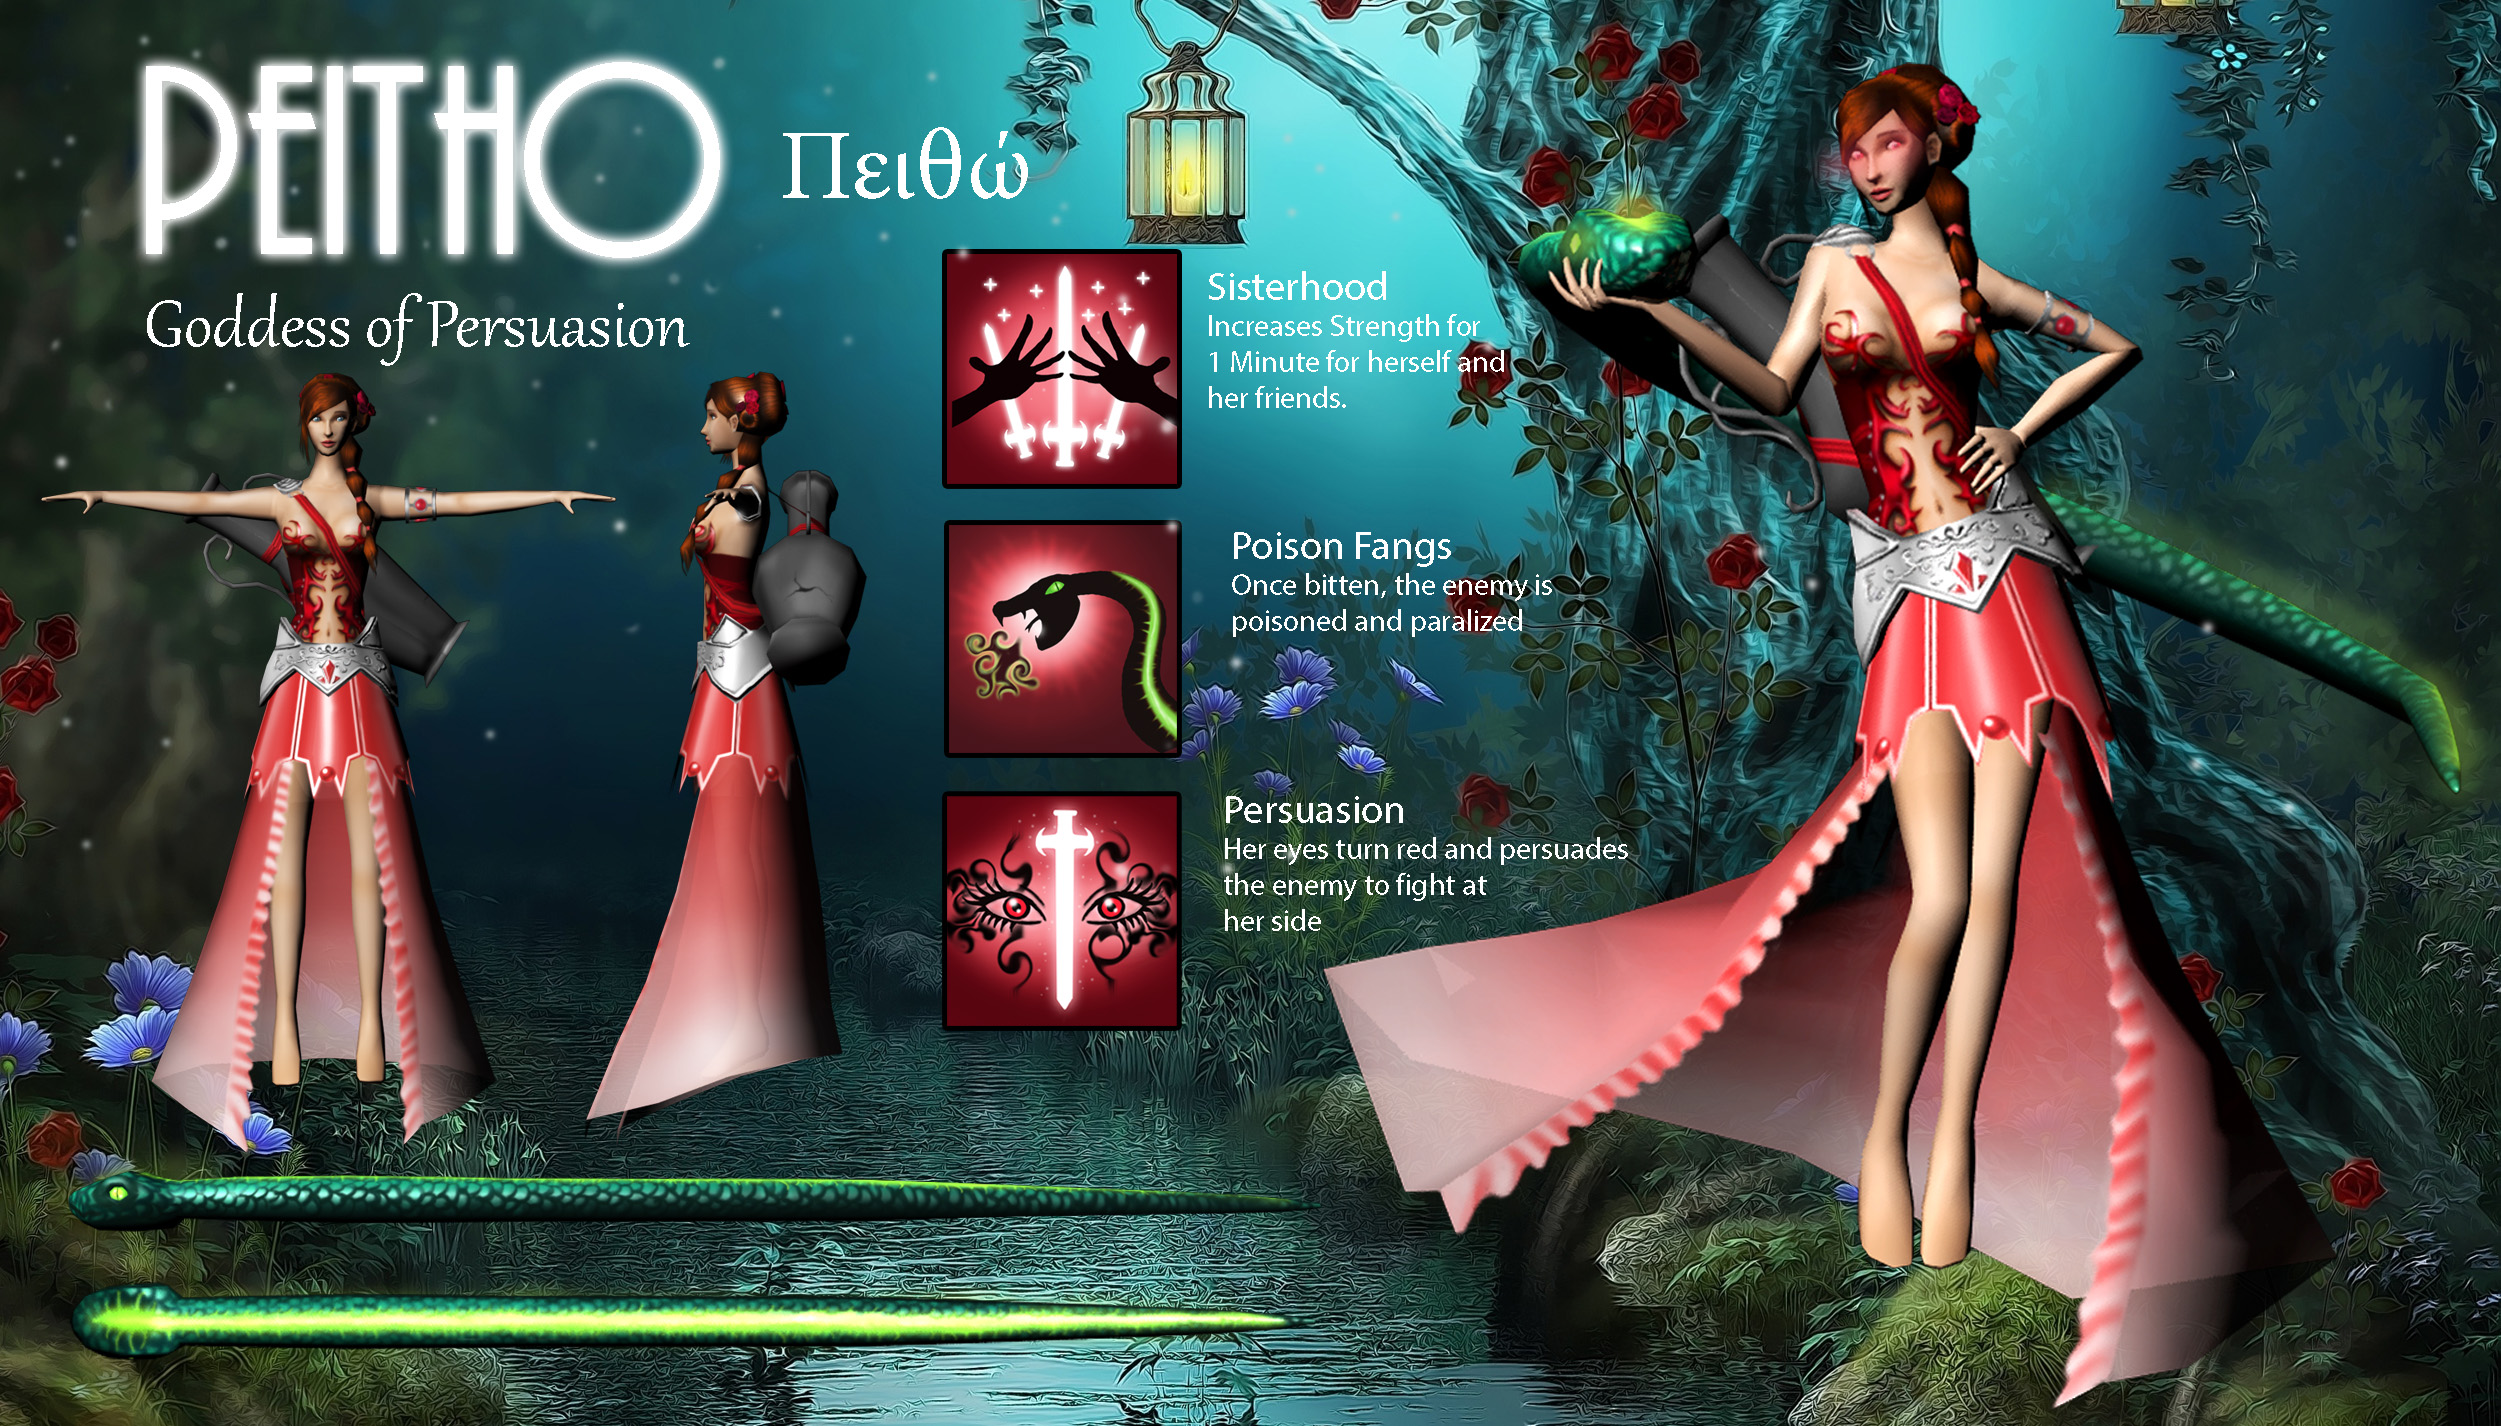 PEITHO
Πειθώ
Goddess of Persuasion
Sisterhood
Increases Strength for
1 Minute for herself and
her friends.
Poison Fangs
Once bitten, the enemy is
poisoned and paralized
Persuasion
Her eyes turn red and persuades
the enemy to fight at
her side